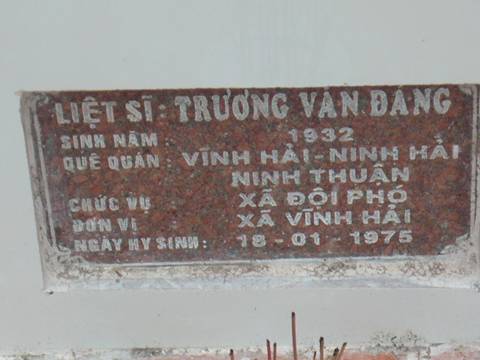 LIỆT SĨ: TRƯƠNG VĂN ĐĂNG
SINH NĂM: 1932
QUÊ QUÁN: VĨNH HẢI-NINH HẢI
NINH THUẬN
CHỨC VỤ: XÃ ĐỘI PHÓ
ĐƠN VỊ: XÃ VĨNH HẢI
NGÀY HY SINH: 18-01-1975